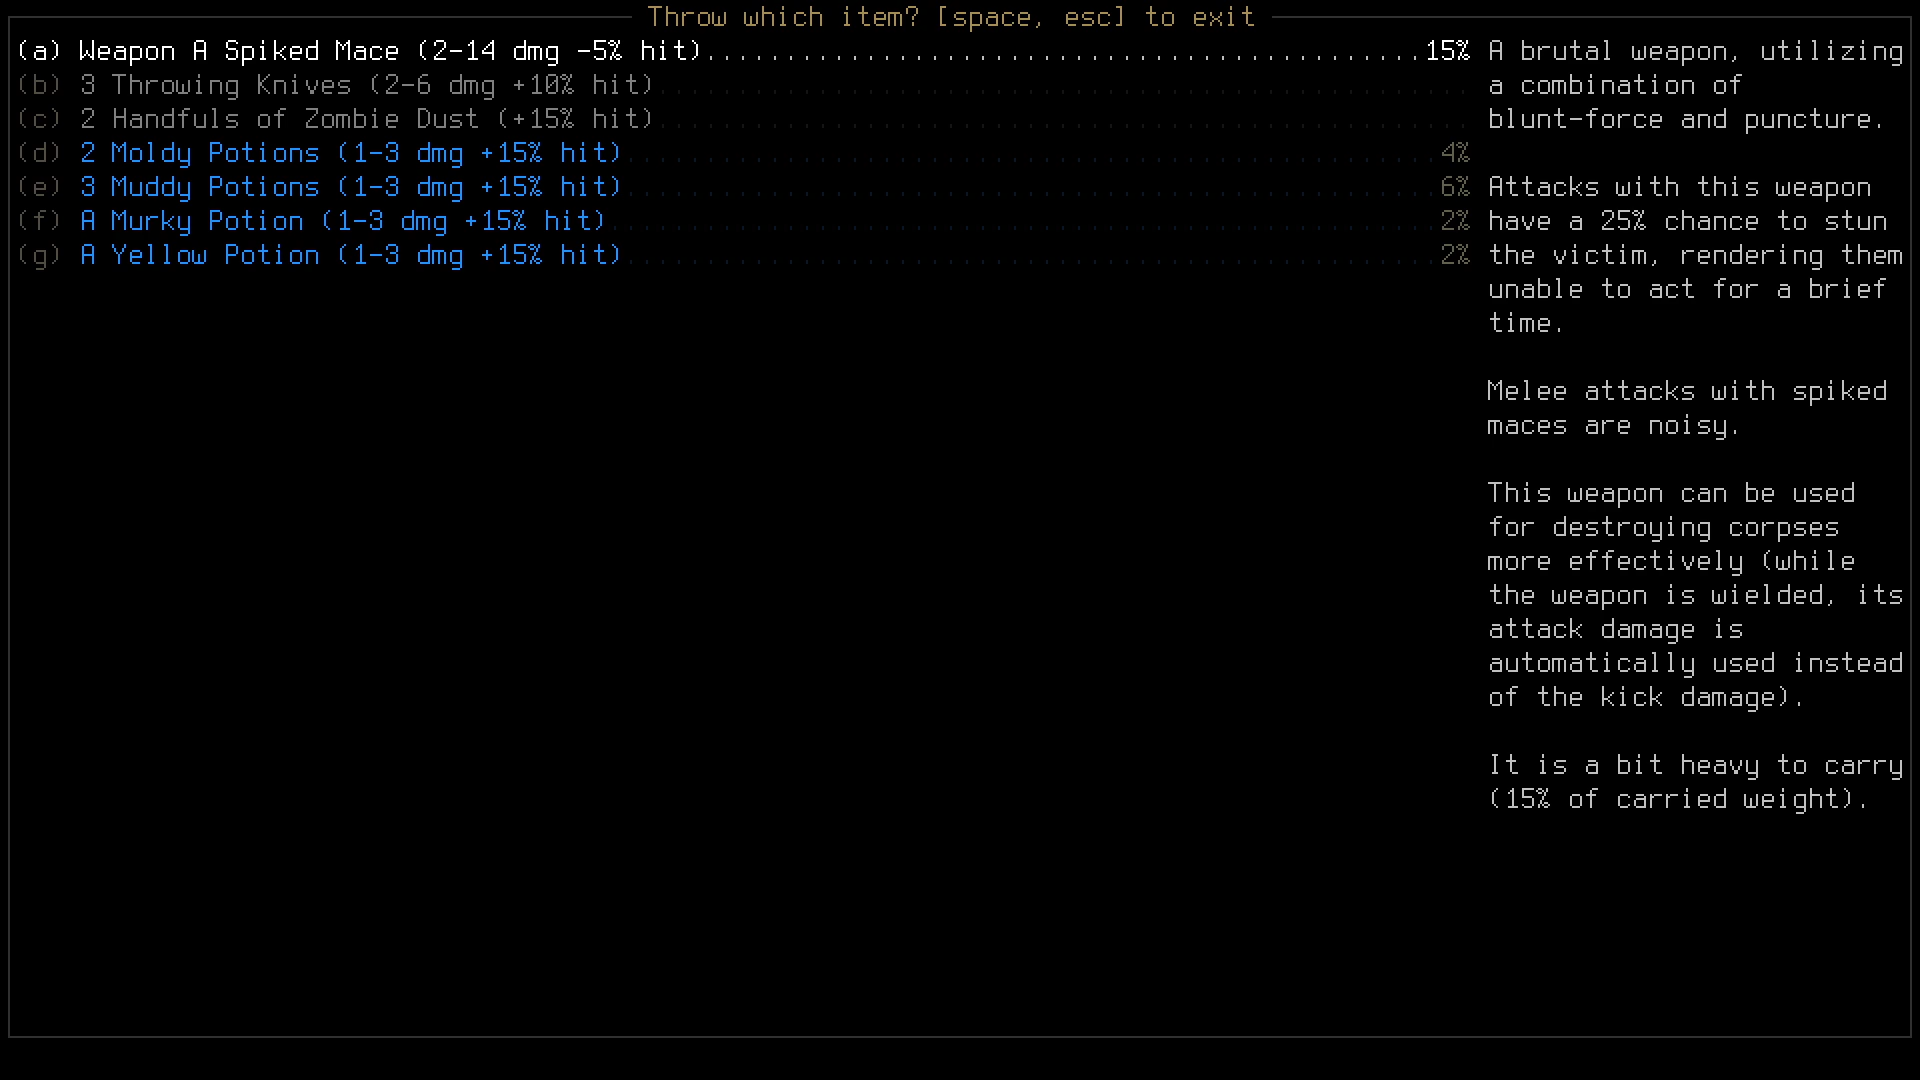 Throw which item? [space, esc] to exit
(a) Weapon A Spiked Mace (2-14 dmg -5% hit).............................................15%
(b) 3 Throwing Knives (2-6 dmg +10% hit)
(c) 2 Handfuls of Zombie Dust (+15% hit)
(d) 2 Moldy Potions (1-3 dmg +15% hit) 4%
(e) 3 Muddy Potions (1-3 dmg +15% hit) 6%
(f) A Murky Potion (1-3 dmg +15% hit) 2%
(g) A Yellow Potion (1-3 dmg +15% hit) 2%
A brutal weapon, utilizing
a combination of
blunt-force and puncture.
Attacks with this weapon
have a 25% chance to stun
the victim, rendering them
unable to act for a brief
time.
Melee attacks with spiked
maces are noisy.
This weapon can be used
for destroying corpses
more effectively (while
the weapon is wielded, its
attack damage is
automatically used instead
of the kick damage).
It is a bit heavy to carry
(15% of carried weight).